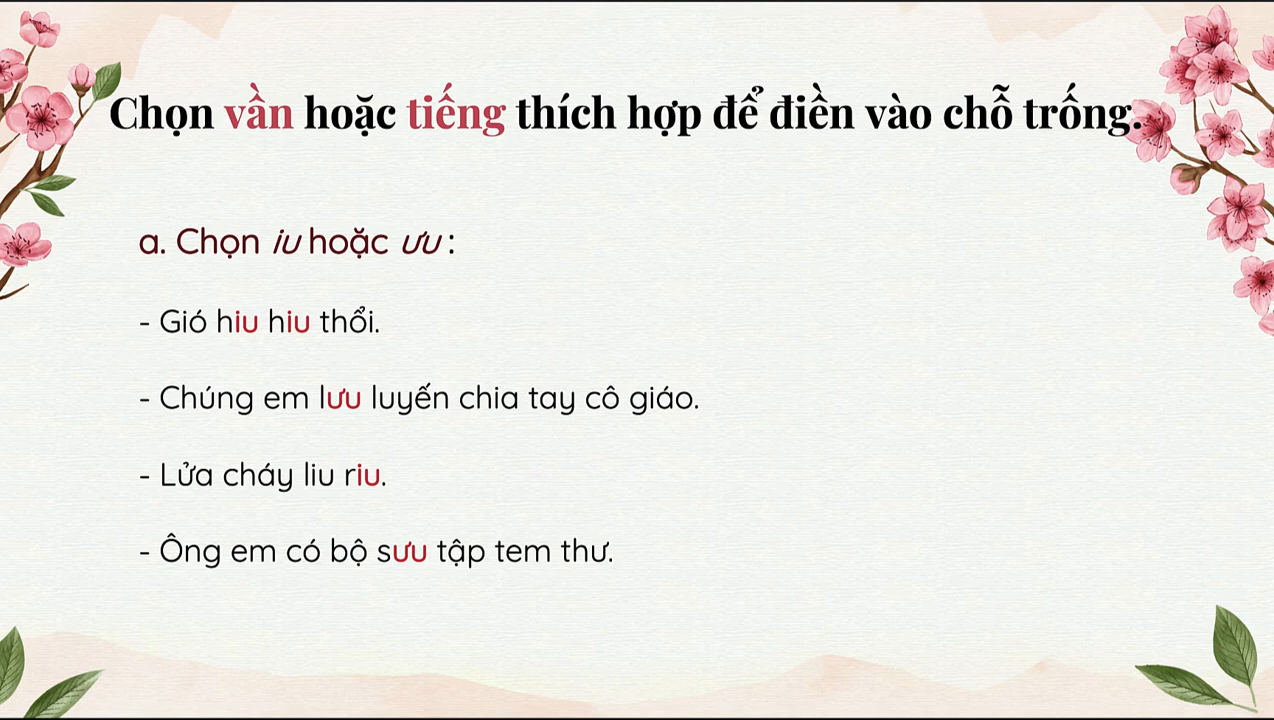 Chọn vần hoặc tiếng thích hợp để điền vào chỗ trống.
a. Chọn iu hoặc ưu :
- Gió hiu hiu thổi.
- Chúng em lưu luyến chia tay cô giáo.
- Lửa cháy liu riu.
- Ông em có bộ sưu tập tem thư.